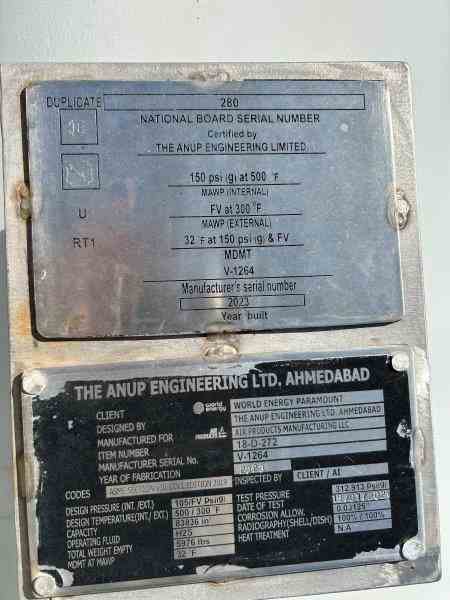 DUPLICATE 280
NATIONAL BOARD SERIAL NUMBER
Certified by
THE ANUP ENGINEERING LIMITED
150 psi (g) at 500 °F
MAWP (INTERNAL)
U FV at 300 °F
MAWP (EXTERNAL)
RT1 32 °F at 150 psi (g) & FV
MDMT
V-1264
Manufacturer's serial number
2023
Year built
THE ANUP ENGINEERING LTD. AHMEDABAD
CLIENT world energy WORLD ENERGY PARAMOUNT
DESIGNED BY THE ANUP ENGINEERING LTD. AHMEDABAD
MANUFACTURED FOR AIR PRODUCTS MANUFACTURING LLC
ITEM NUMBER 18-D-272
MANUFACTURER SERIAL No. V-1264
YEAR OF FABRICATION
CODES INSPECTED BY CLIENT / AI
DESIGN PRESSURE (INT. / EXT.) 105/FV Psi(g) TEST PRESSURE 312.913 Psi(g)
DESIGN TEMPERATURE(INT./ EXT.) 500 / 300 °F DATE OF TEST
CAPACITY CORROSION ALLOW. 0.03125"
OPERATING FLUID H2S RADIOGRAPHY(SHELL/DISH) 100% / 100%
TOTAL WEIGHT EMPTY 5976 lbs HEAT TREATMENT N.A
MDMT AT MAWP 32 °F